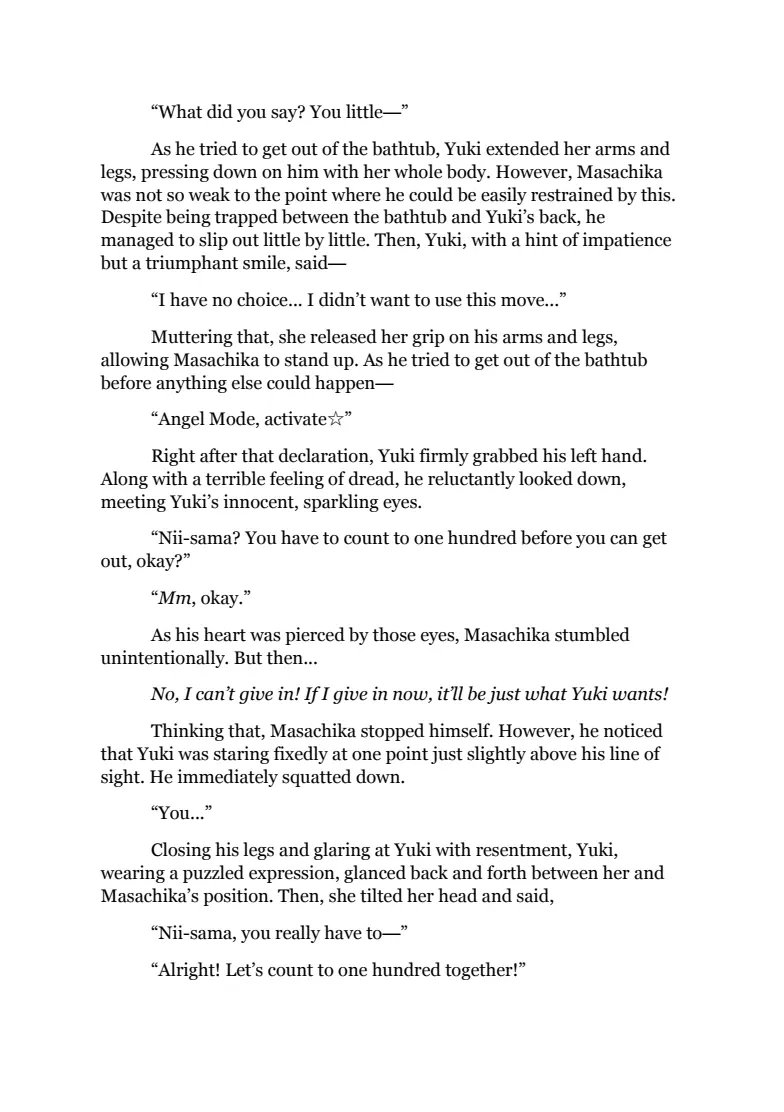 “What did you say? You little—”
As he tried to get out of the bathtub, Yuki extended her arms and
legs, pressing down on him with her whole body. However, Masachika
was not so weak to the point where he could be easily restrained by this.
Despite being trapped between the bathtub and Yuki’s back, he
managed to slip out little by little. Then, Yuki, with a hint of impatience
but a triumphant smile, said—
“I have no choice... I didn’t want to use this move...”
Muttering that, she released her grip on his arms and legs,
allowing Masachika to stand up. As he tried to get out of the bathtub
before anything else could happen—
“Angel Mode, activate☆”
Right after that declaration, Yuki firmly grabbed his left hand.
Along with a terrible feeling of dread, he reluctantly looked down,
meeting Yuki’s innocent, sparkling eyes.
“Nii-sama? You have to count to one hundred before you can get
out, okay?”
“Mm, okay.”
As his heart was pierced by those eyes, Masachika stumbled
unintentionally. But then...
No, I can’t give in! If I give in now, it’ll be just what Yuki wants!
Thinking that, Masachika stopped himself. However, he noticed
that Yuki was staring fixedly at one point just slightly above his line of
sight. He immediately squatted down.
“You...”
Closing his legs and glaring at Yuki with resentment, Yuki,
wearing a puzzled expression, glanced back and forth between her and
Masachika’s position. Then, she tilted her head and said,
“Nii-sama, you really have to—”
“Alright! Let’s count to one hundred together!”